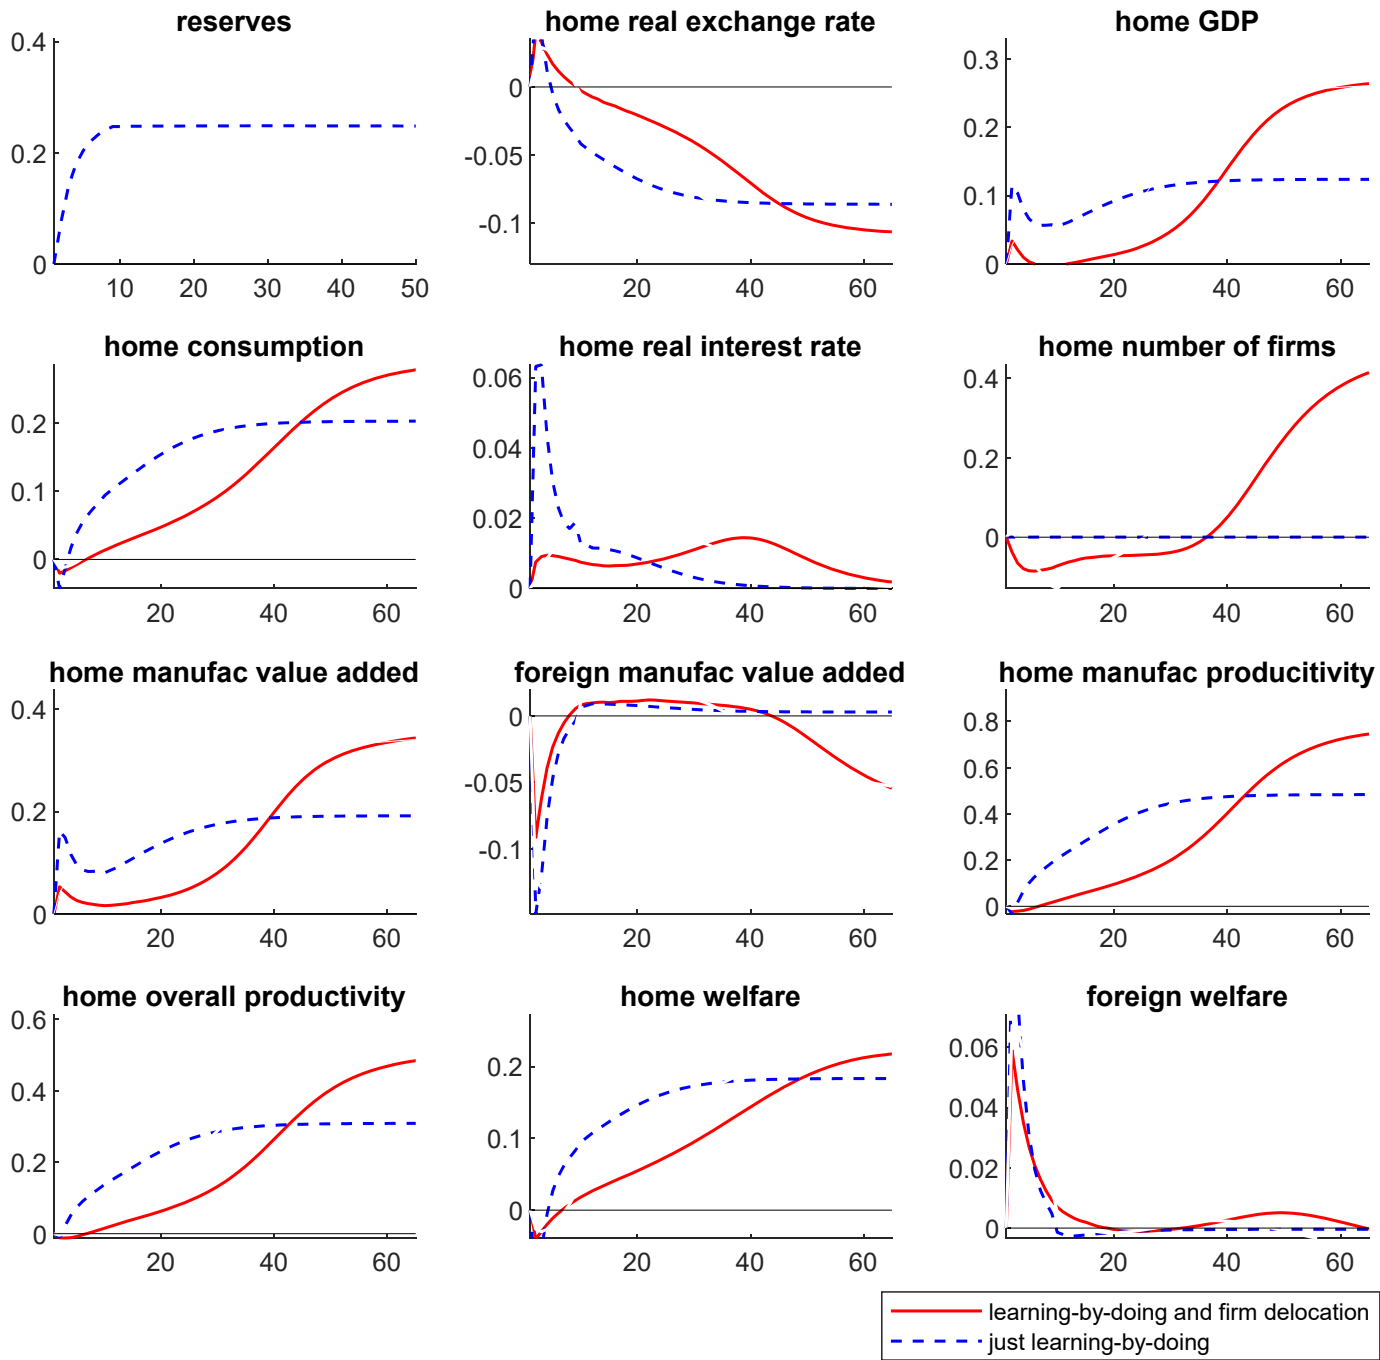 reserves
home real exchange rate
home GDP
0.4
0.2
0
10 20 30 40 50
0
-0.05
-0.1
20 40 60
0.3
0.2
0.1
0
20 40 60
home consumption
home real interest rate
home number of firms
0.2
0.1
0
20 40 60
0.06
0.04
0.02
0
20 40 60
0.4
0.2
0
20 40 60
home manufac value added
foreign manufac value added
home manufac producitivity
0.4
0.2
0
20 40 60
0
-0.05
-0.1
20 40 60
0.8
0.6
0.4
0.2
0
20 40 60
home overall productivity
home welfare
foreign welfare
0.6
0.4
0.2
0
20 40 60
0.2
0.1
0
20 40 60
0.06
0.04
0.02
0
20 40 60
learning-by-doing and firm delocation
just learning-by-doing